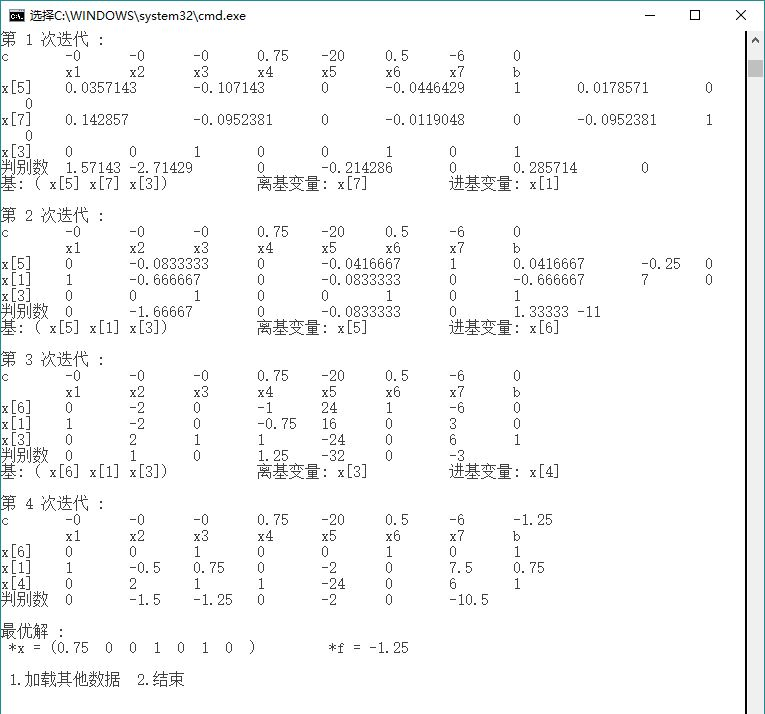 选择C:\WINDOWS\system32\cmd.exe
第 1 次迭代 :
c -0 -0 -0 0.75 -20 0.5 -6 0
x1 x2 x3 x4 x5 x6 x7 b
x[5] 0.0357143 -0.107143 0 -0.0446429 1 0.0178571 0
0
x[7] 0.142857 -0.0952381 0 -0.0119048 0 -0.0952381 1
0
x[3] 0 0 1 0 0 1 0 1
判别数 1.57143 -2.71429 0 -0.214286 0 0.285714 0
基: ( x[5] x[7] x[3]) 离基变量: x[7] 进基变量: x[1]
第 2 次迭代 :
c -0 -0 -0 0.75 -20 0.5 -6 0
x1 x2 x3 x4 x5 x6 x7 b
x[5] 0 -0.0833333 0 -0.0416667 1 0.0416667 -0.25 0
x[1] 1 -0.666667 0 -0.0833333 0 -0.666667 7 0
x[3] 0 0 1 0 0 1 0 1
判别数 0 -1.66667 0 -0.0833333 0 1.33333 -11
基: ( x[5] x[1] x[3]) 离基变量: x[5] 进基变量: x[6]
第 3 次迭代 :
c -0 -0 -0 0.75 -20 0.5 -6 0
x1 x2 x3 x4 x5 x6 x7 b
x[6] 0 -2 0 -1 24 1 -6 0
x[1] 1 -2 0 -0.75 16 0 3 0
x[3] 0 2 1 1 -24 0 6 1
判别数 0 1 0 1.25 -32 0 -3
基: ( x[6] x[1] x[3]) 离基变量: x[3] 进基变量: x[4]
第 4 次迭代 :
c -0 -0 -0 0.75 -20 0.5 -6 -1.25
x1 x2 x3 x4 x5 x6 x7 b
x[6] 0 0 1 0 0 1 0 1
x[1] 1 -0.5 0.75 0 -2 0 7.5 0.75
x[4] 0 2 1 1 -24 0 6 1
判别数 0 -1.5 -1.25 0 -2 0 -10.5
最优解 :
*x = (0.75 0 0 1 0 1 0 ) *f = -1.25
1.加载其他数据 2.结束